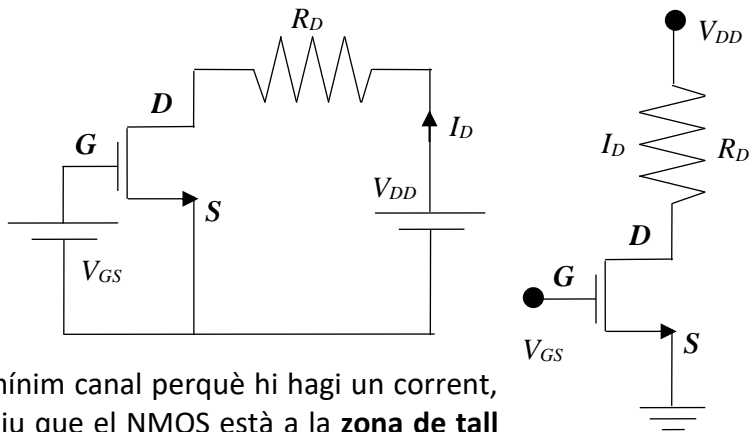 R_D
D
G
I_D
V_DD
S
V_GS
V_DD
I_D
R_D
D
G
V_GS
S
mínim canal perquè hi hagi un corrent,
iu que el NMOS està a la zona de tall